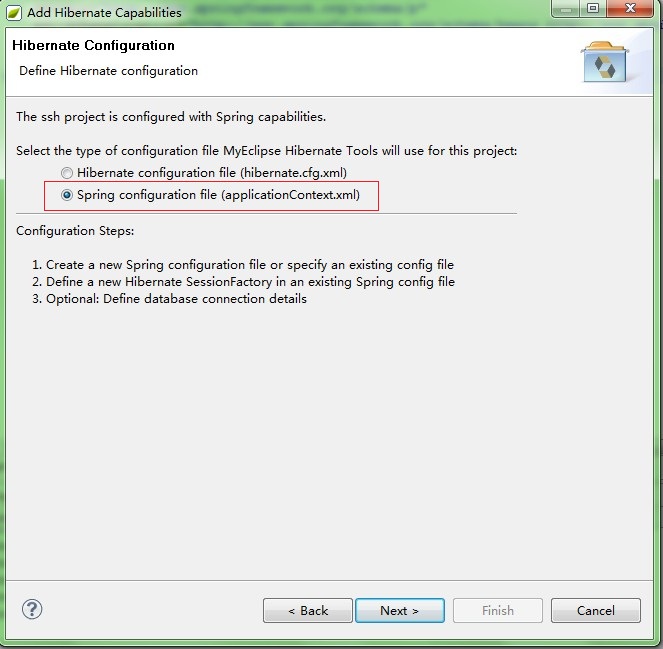 Add Hibernate Capabilities
Hibernate Configuration
Define Hibernate configuration
The ssh project is configured with Spring capabilities.
Select the type of configuration file MyEclipse Hibernate Tools will use for this project:
Hibernate configuration file (hibernate.cfg.xml)
Spring configuration file (applicationContext.xml)
Configuration Steps:
1. Create a new Spring configuration file or specify an existing config file
2. Define a new Hibernate SessionFactory in an existing Spring config file
3. Optional: Define database connection details
?
< Back
Next >
Finish
Cancel